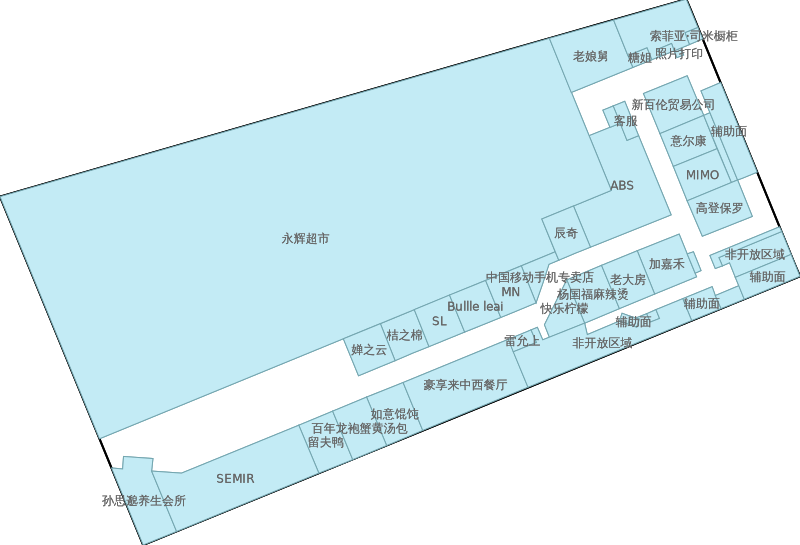 索菲亚·司米橱柜
老娘舅
糖姐
照片打印
新百伦贸易公司
客服
辅助面
意尔康
MIMO
ABS
高登保罗
辰奇
永辉超市
非开放区域
加嘉禾
中国移动手机专卖店
辅助面
老大房
MN
杨国福麻辣烫
Bullle leai
辅助面
快乐柠檬
SL
辅助面
桔之棉
雷允上
非开放区域
婵之云
豪享来中西餐厅
如意馄饨
百年龙袍蟹黄汤包
留夫鸭
SEMIR
孙思邈养生会所